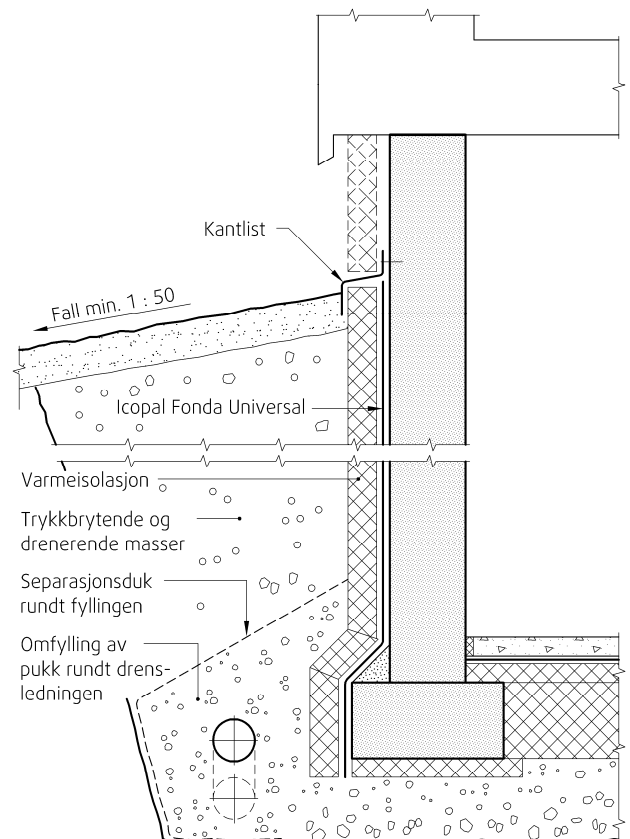 Kantlist
Fall min. 1 : 50
Icopal Fonda Universal
Varmeisolasjon
Trykkbrytende og
drenerende masser
Separasjonsduk
rundt fyllingen
Omfylling av
pukk rundt drens-
ledningen